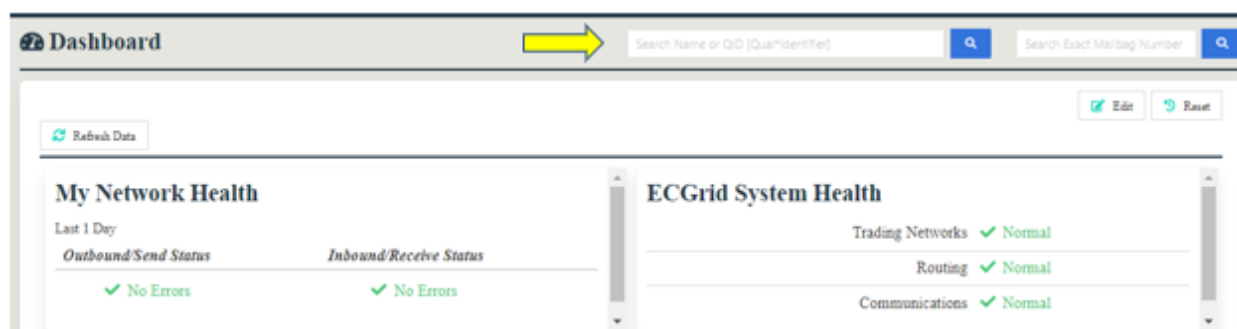 Dashboard
Search Name or QID [Qual*Identifier]
Search Exact Mailbag Number
Edit
Reset
Refresh Data
My Network Health
Last 1 Day
Outbound/Send Status
Inbound/Receive Status
No Errors
No Errors
ECGrid System Health
Trading Networks Normal
Routing Normal
Communications Normal